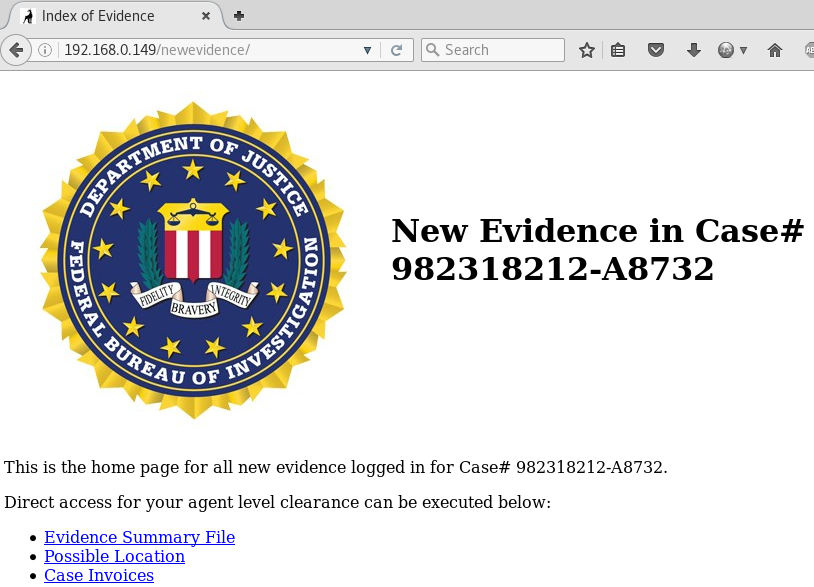 Index of Evidence
192.168.0.149/newevidence/
Search
DEPARTMENT OF JUSTICE
FEDERAL BUREAU OF INVESTIGATION
FIDELITY
BRAVERY
INTEGRITY
New Evidence in Case#
982318212-A8732
This is the home page for all new evidence logged in for Case# 982318212-A8732.
Direct access for your agent level clearance can be executed below:
Evidence Summary File
Possible Location
Case Invoices